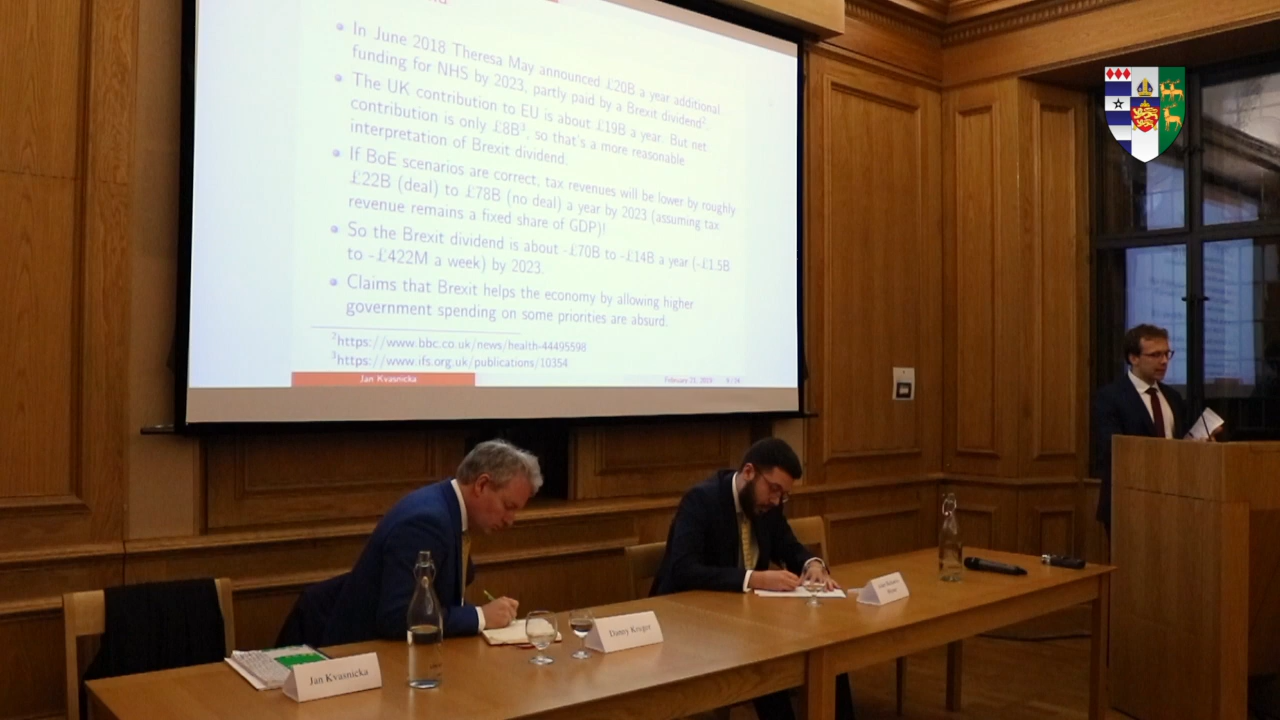 In June 2018 Theresa May announced £20B a year additional
funding for NHS by 2023, partly paid by a Brexit dividend².
The UK contribution to EU is about £19B a year. But net
contribution is only £8B³, so that's a more reasonable
interpretation of Brexit dividend.
If BoE scenarios are correct, tax revenues will be lower by roughly
£22B (deal) to £78B (no deal) a year by 2023 (assuming tax
revenue remains a fixed share of GDP)!
So the Brexit dividend is about -£70B to -£14B a year (-£1.5B
to -£422M a week) by 2023.
Claims that Brexit helps the economy by allowing higher
government spending on some priorities are absurd.
²https://www.bbc.co.uk/news/health-44495598
³https://www.ifs.org.uk/publications/10354
Jan Kvasnicka
February 21, 2019
Jan Kvasnicka
Danny Kruger